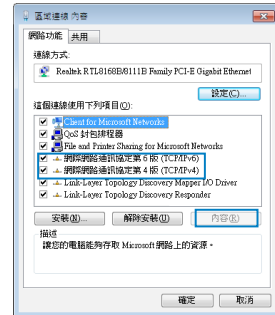 區域連線 內容
網路功能 共用
連線方式:
Realtek RTL8168B/8111B Family PCI-E Gigabit Ethernet
設定(C)...
這個連線使用下列項目(O):
Client for Microsoft Networks
QoS 封包排程器
File and Printer Sharing for Microsoft Networks
網際網路通訊協定第 6 版 (TCP/IPv6)
網際網路通訊協定第 4 版 (TCP/IPv4)
Link-Layer Topology Discovery Mapper I/O Driver
Link-Layer Topology Discovery Responder
安裝(N)... 解除安裝(U) 內容(R)
描述
讓您的電腦能夠存取 Microsoft 網路上的資源。
確定 取消